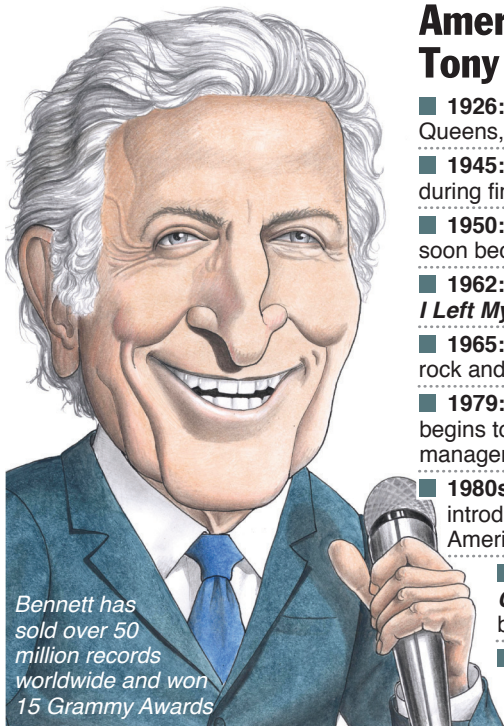 Amer
Tony
1926:
Queens,
1945:
during fir
1950:
soon bec
1962:
I Left My
1965:
rock and
1979:
begins to
manager
1980s
introd
Ameri
b
Bennett has
sold over 50
million records
worldwide and won
15 Grammy Awards